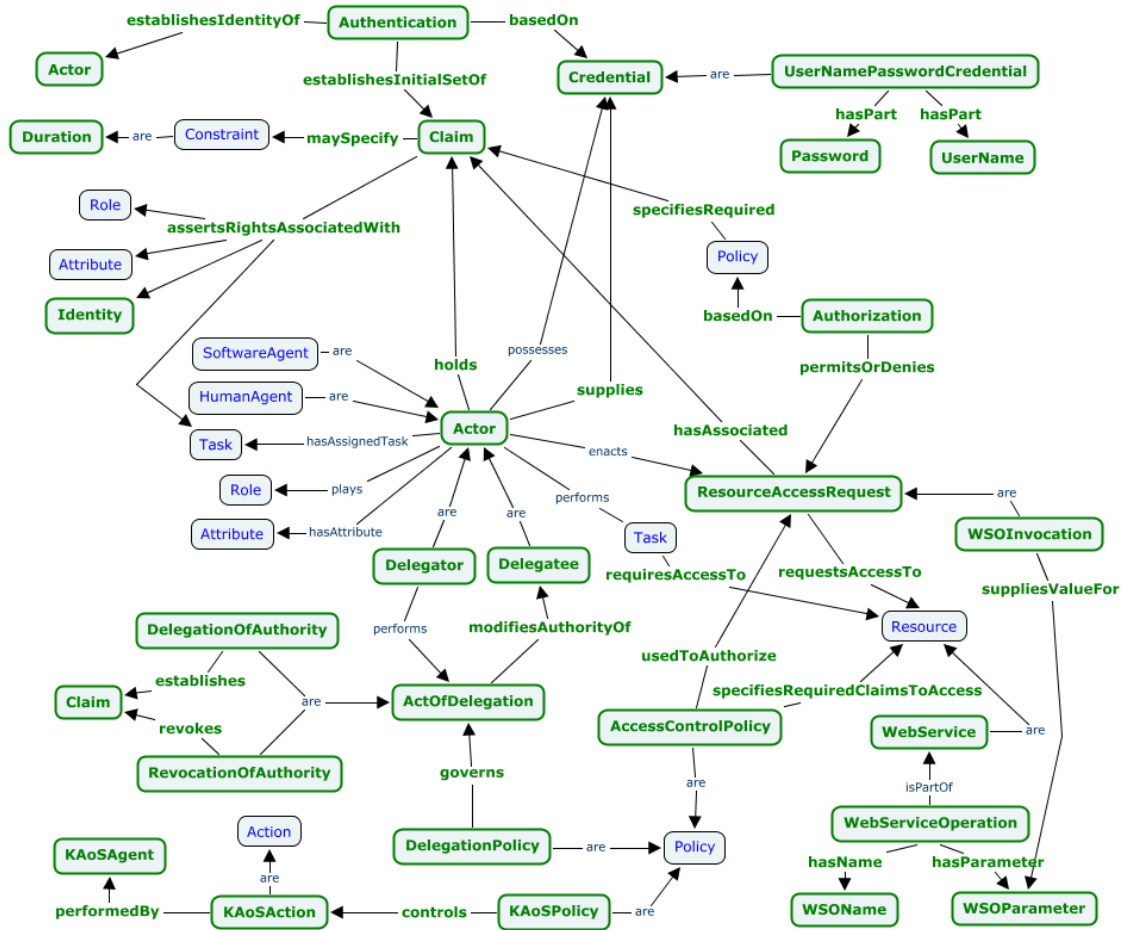 establishesIdentityOf
Authentication
basedOn
Actor
establishesInitialSetOf
Credential
are
UserNamePasswordCredential
hasPart
hasPart
Duration
are
Constraint
maySpecify
Claim
Password
UserName
Role
assertsRightsAssociatedWith
specifiesRequired
Attribute
Policy
Identity
basedOn
Authorization
SoftwareAgent
are
possesses
holds
permitsOrDenies
HumanAgent
are
supplies
Actor
hasAssociated
Task
hasAssignedTask
enacts
Role
plays
performs
ResourceAccessRequest
are
are
are
Attribute
hasAttribute
Task
WSOInvocation
Delegator
Delegatee
requiresAccessTo
requestsAccessTo
suppliesValueFor
DelegationOfAuthority
performs
modifiesAuthorityOf
Resource
usedToAuthorize
establishes
specifiesRequiredClaimsToAccess
Claim
are
ActOfDelegation
revokes
AccessControlPolicy
WebService
are
RevocationOfAuthority
governs
are
isPartOf
Action
WebServiceOperation
KAoSAgent
DelegationPolicy
are
Policy
hasName
hasParameter
are
performedBy
KAoSAction
controls
KAoSPolicy
are
WSOName
WSOParameter